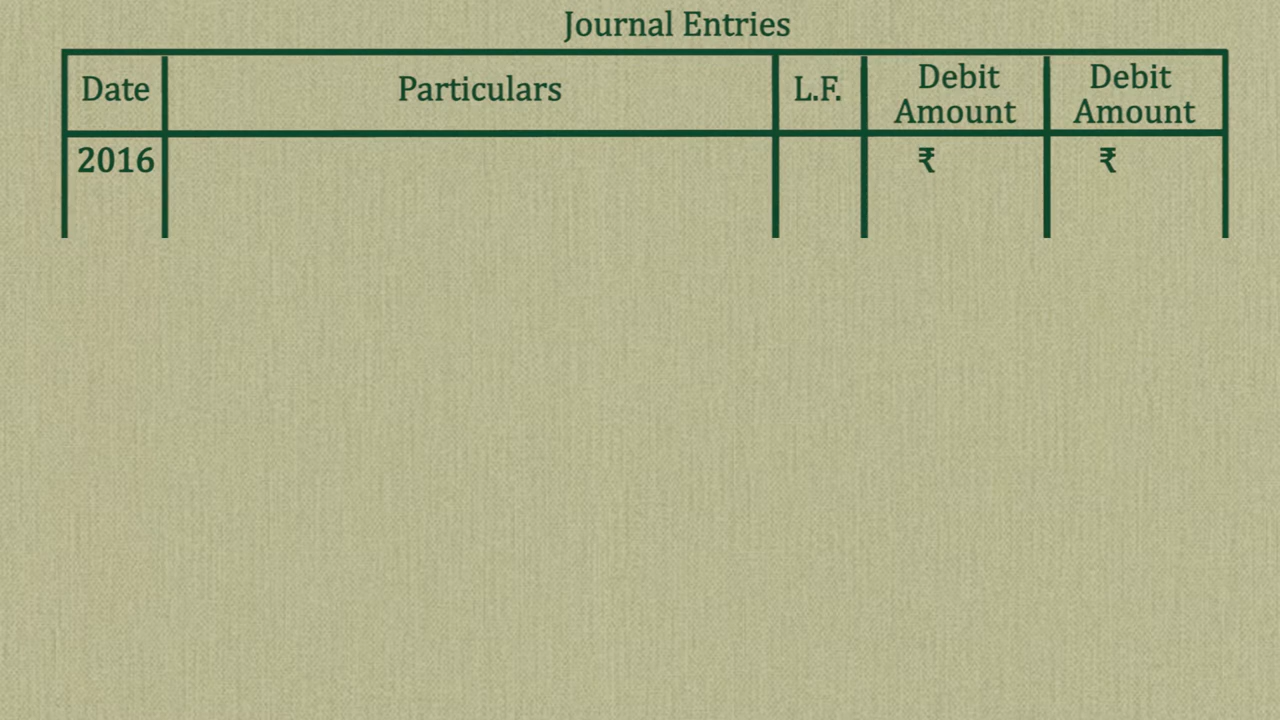 Journal Entries
Date Particulars L.F. Debit Amount Debit Amount
2016 ₹ ₹